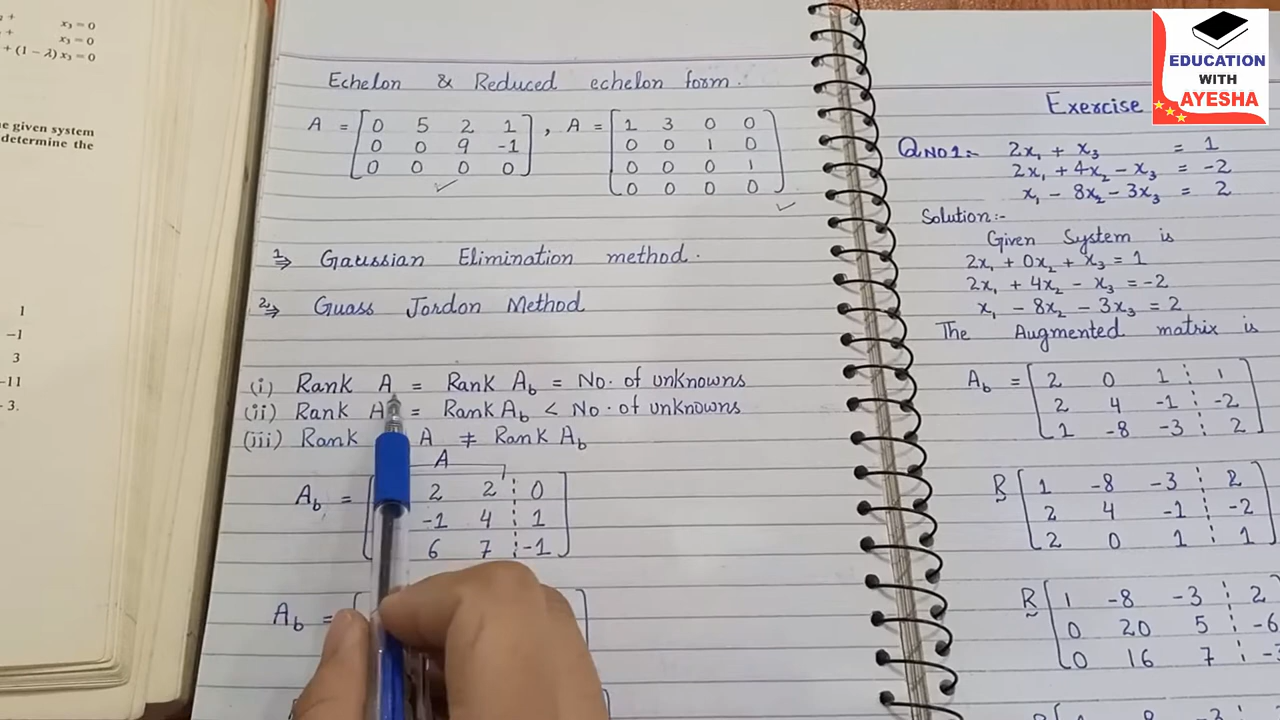 x₃ = 0
x₃ = 0
+ (1 − λ) x₃ = 0
given system
determine the
1
−1
3
−11
−3.
Echelon & Reduced echelon form.
A = [0 5 2 1
0 0 9 -1
0 0 0 0] , A = [1 3 0 0
0 0 1 0
0 0 0 1
0 0 0 0]
1⇒ Gaussian Elimination method.
2⇒ Guass Jordon Method
(i) Rank A = Rank Ab = No. of unknowns
(ii) Rank A = Rank Ab < No. of unknowns
(iii) Rank A ≠ Rank Ab
A
Ab = [ 2 2 ¦ 0
-1 4 ¦ 1
6 7 ¦ -1]
Ab =
EDUCATION
WITH
AYESHA
Exercise
QNO1:- 2x₁ + x₃ = 1
2x₁ + 4x₂ - x₃ = -2
x₁ - 8x₂ - 3x₃ = 2
Solution:-
Given System is
2x₁ + 0x₂ + x₃ = 1
2x₁ + 4x₂ - x₃ = -2
x₁ - 8x₂ - 3x₃ = 2
The Augmented matrix is
Ab = [2 0 1 ¦ 1
2 4 -1 ¦ -2
1 -8 -3 ¦ 2]
R [1 -8 -3 ¦ 2
2 4 -1 ¦ -2
2 0 1 ¦ 1]
R [1 -8 -3 ¦ 2
0 20 5 ¦ -6
0 16 7 ¦ -3